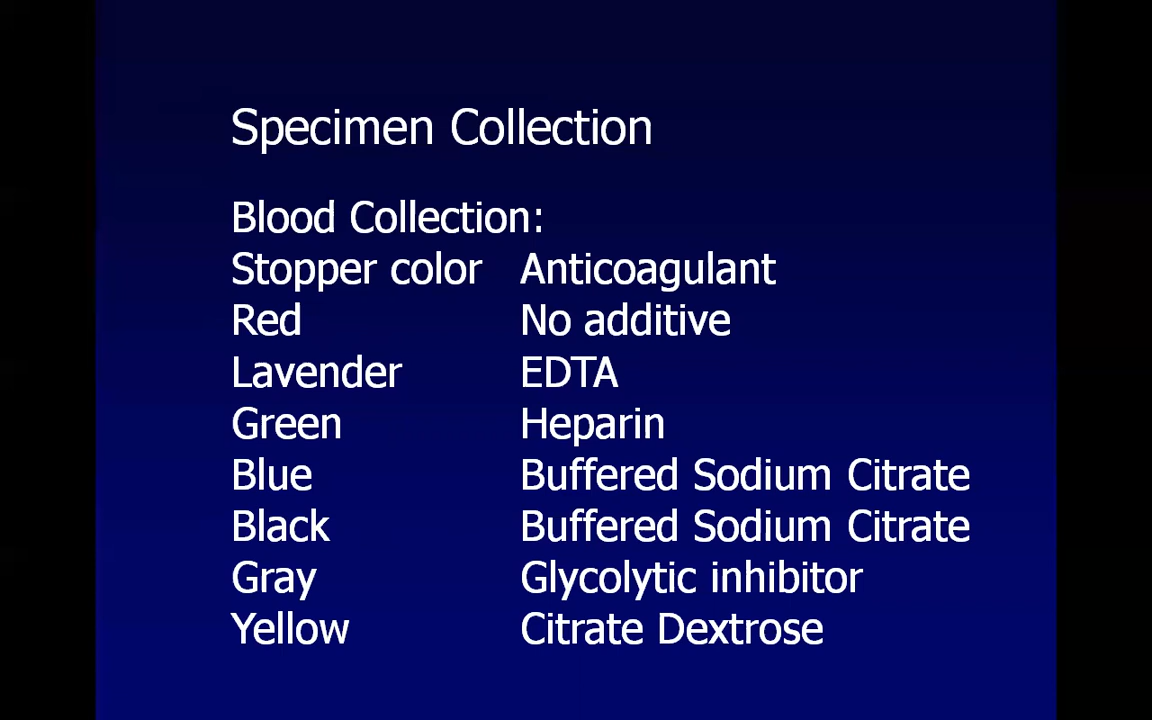 Specimen Collection
Blood Collection:
Stopper color Anticoagulant
Red No additive
Lavender EDTA
Green Heparin
Blue Buffered Sodium Citrate
Black Buffered Sodium Citrate
Gray Glycolytic inhibitor
Yellow Citrate Dextrose